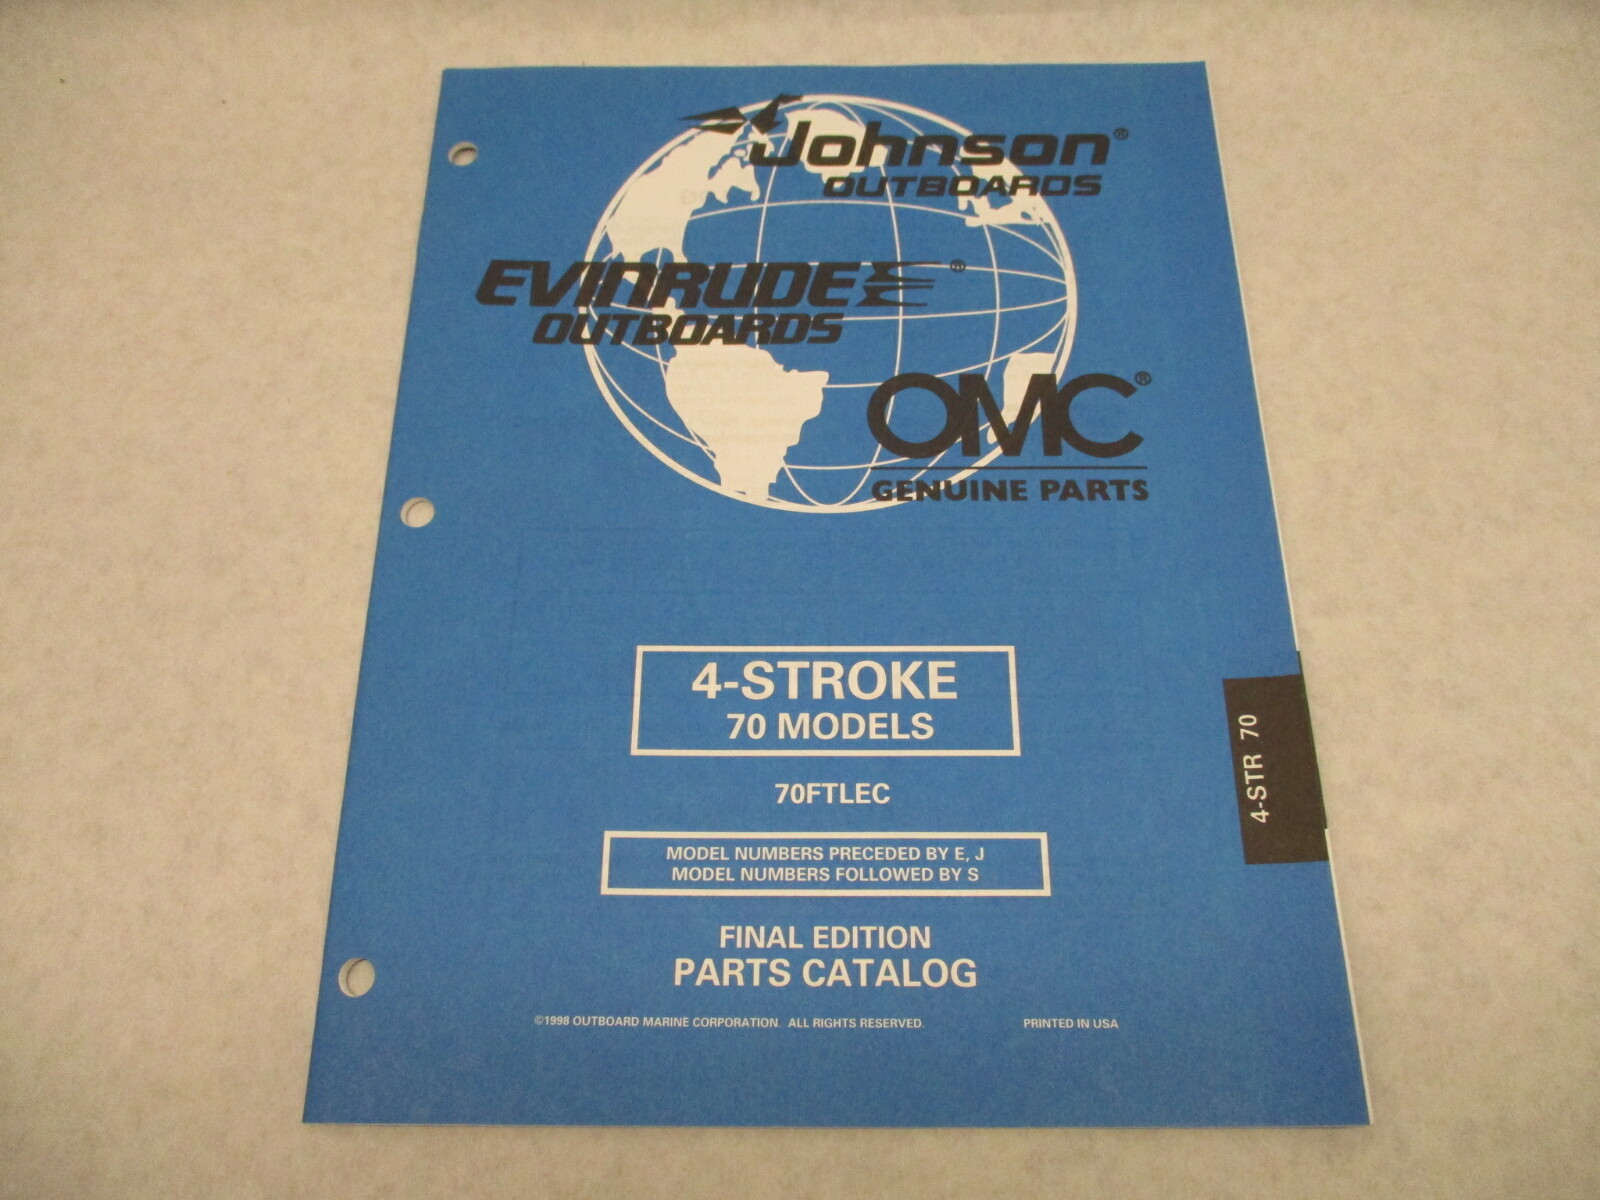 Johnson®
OUTBOARDS
EVINRUDE®
OUTBOARDS
OMC®
GENUINE PARTS
4-STROKE
70 MODELS
4-STR 70
70FTLEC
MODEL NUMBERS PRECEDED BY E, J
MODEL NUMBERS FOLLOWED BY S
FINAL EDITION
PARTS CATALOG
©1998 OUTBOARD MARINE CORPORATION. ALL RIGHTS RESERVED. PRINTED IN USA